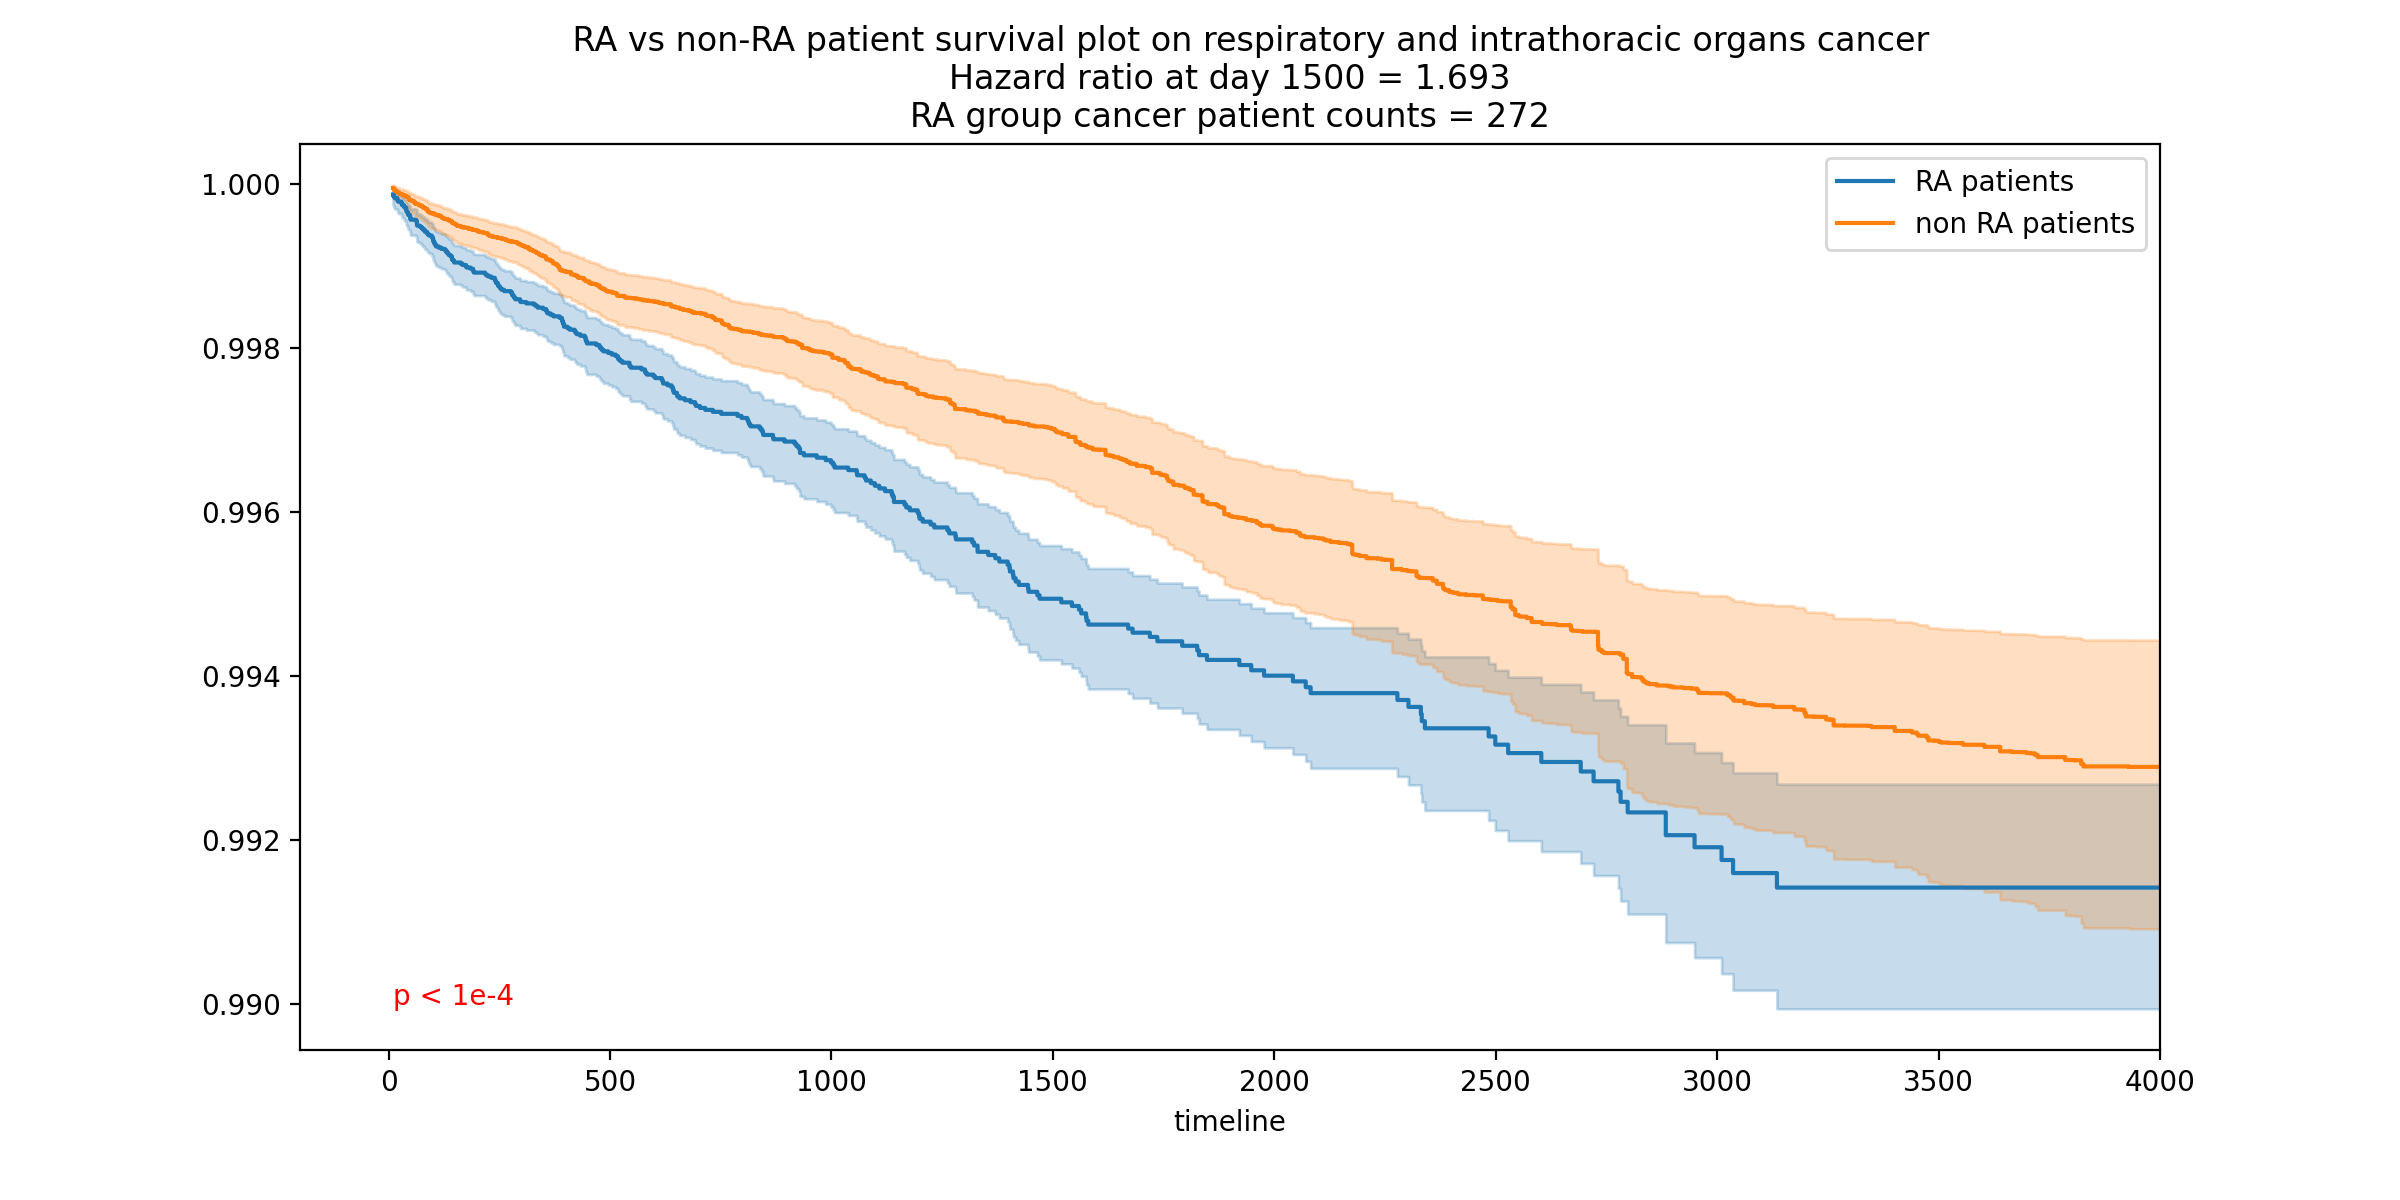 RA vs non-RA patient survival plot on respiratory and intrathoracic organs cancer
Hazard ratio at day 1500 = 1.693
RA group cancer patient counts = 272
RA patients
non RA patients
1.000
0.998
0.996
0.994
0.992
0.990
p < 1e-4
0 500 1000 1500 2000 2500 3000 3500 4000
timeline